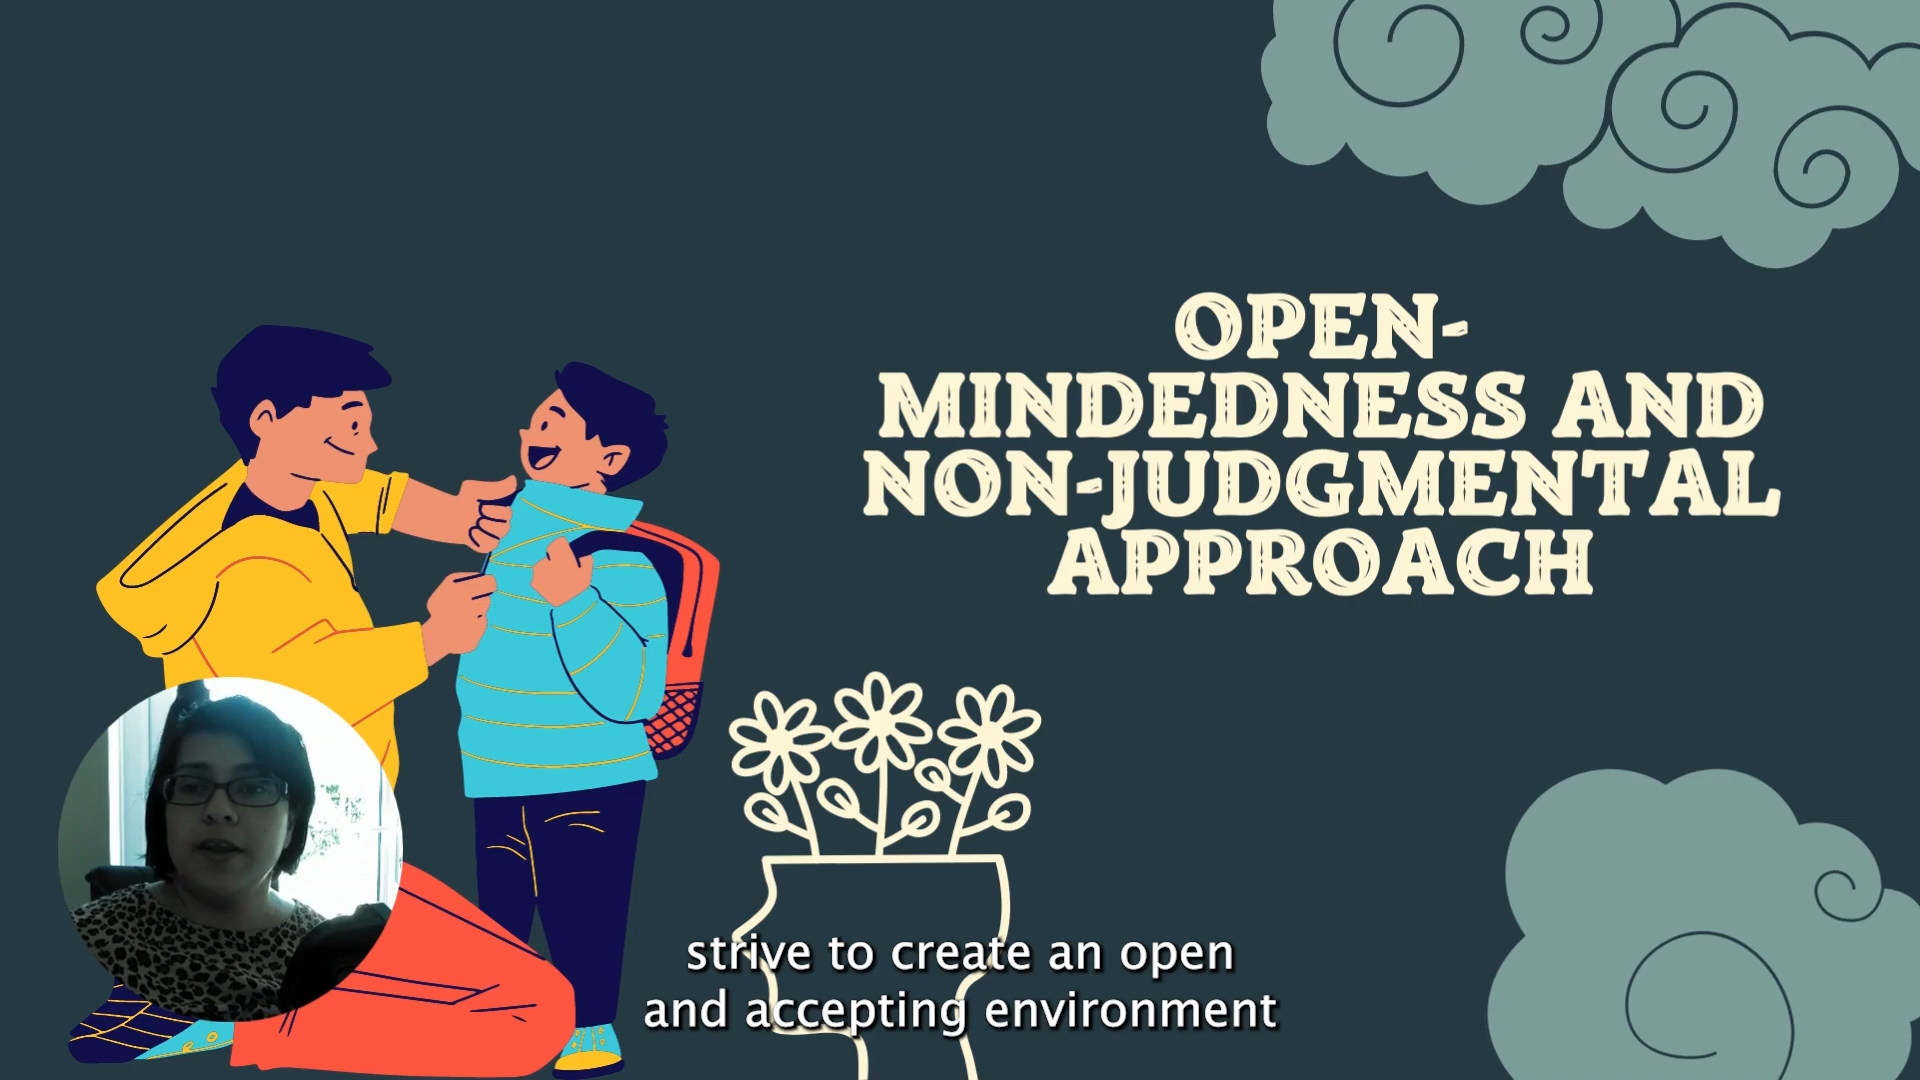 OPEN-
MINDEDNESS AND
NON-JUDGMENTAL
APPROACH
strive to create an open
and accepting environment